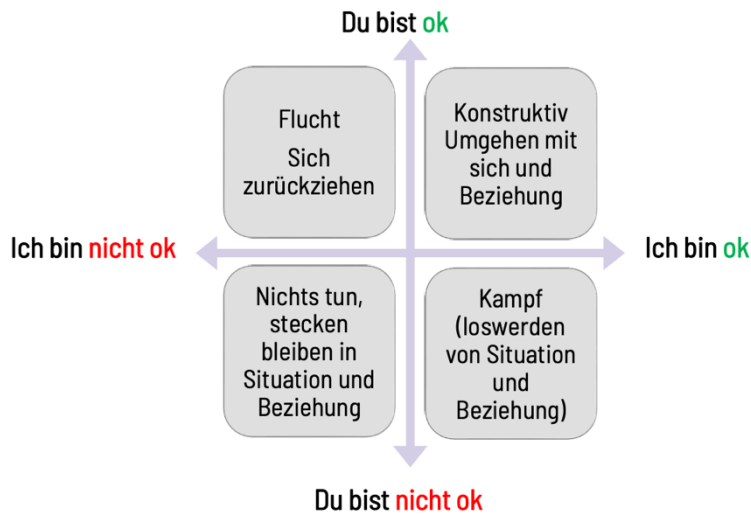 Du bist ok
Flucht
Sich
zurückziehen
Konstruktiv
Umgehen mit
sich und
Beziehung
Ich bin nicht ok
Ich bin ok
Nichts tun,
stecken
bleiben in
Situation und
Beziehung
Kampf
(loswerden
von Situation
und
Beziehung)
Du bist nicht ok